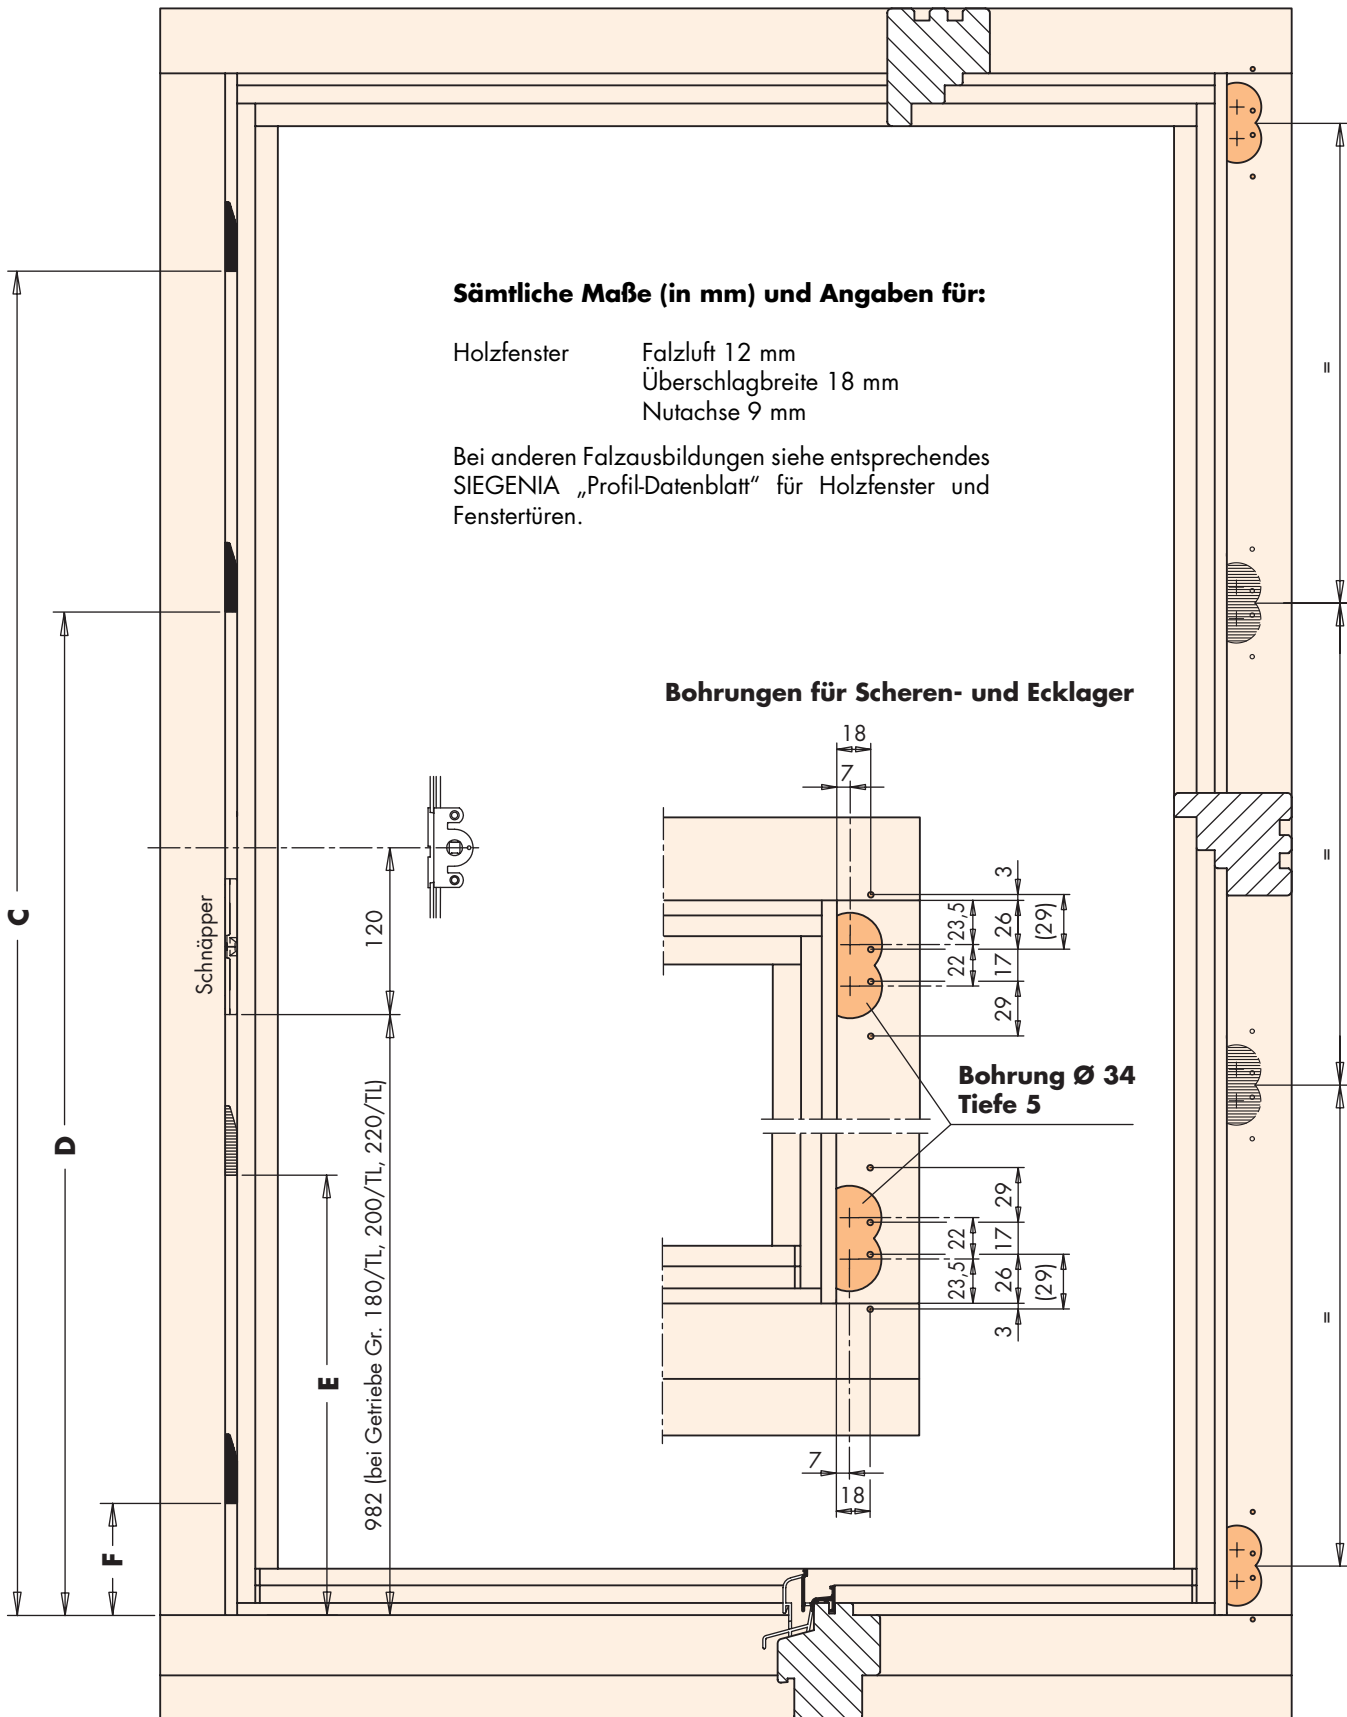 Sämtliche Maße (in mm) und Angaben für:
Holzfenster Falzluft 12 mm
Überschlagbreite 18 mm
Nutachse 9 mm
Bei anderen Falzausbildungen siehe entsprechendes
SIEGENIA „Profil-Datenblatt“ für Holzfenster und
Fenstertüren.
Bohrungen für Scheren- und Ecklager
18
7
3
23,5
26
(29)
22
17
29
Bohrung Ø 34
Tiefe 5
29
22
17
23,5
26
(29)
3
7
18
C
D
E
F
Schnäpper
120
982 (bei Getriebe Gr. 180/TL, 200/TL, 220/TL)
=
=
=